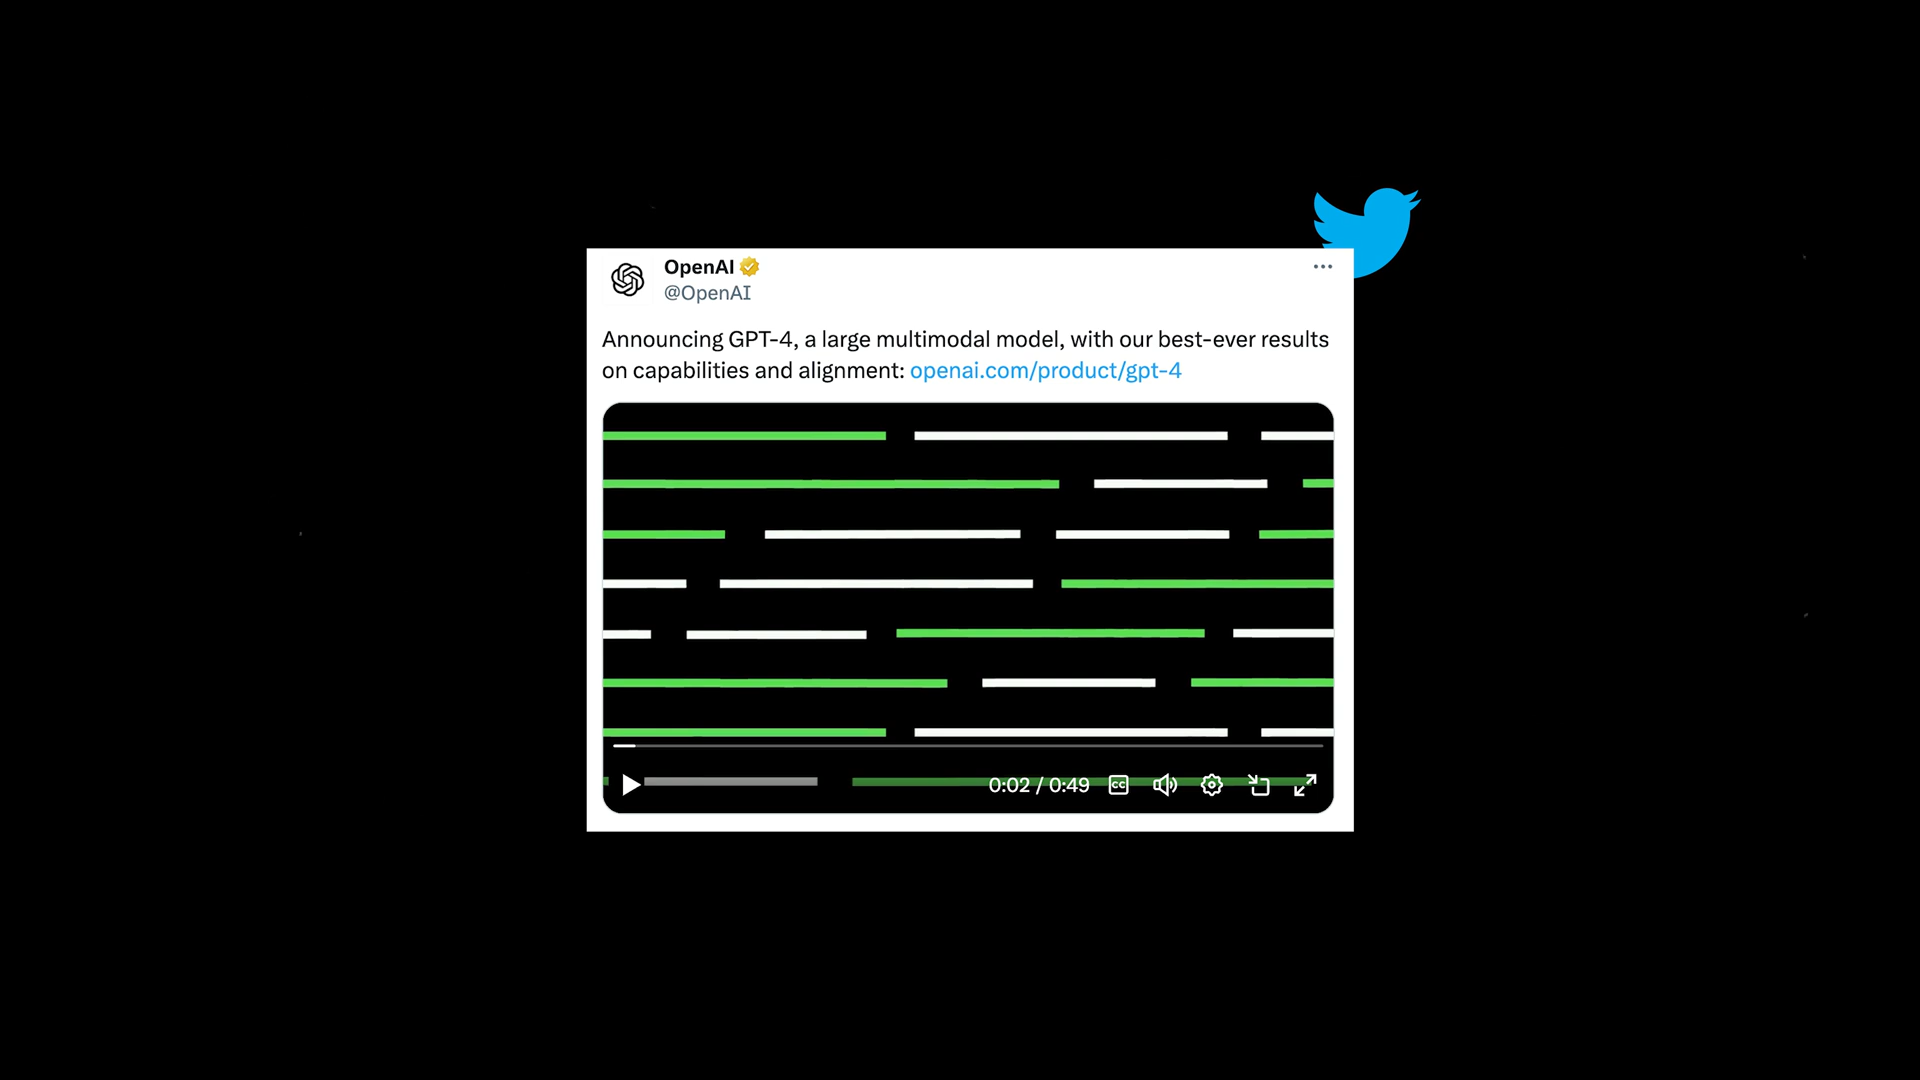 OpenAI
@OpenAI
Announcing GPT-4, a large multimodal model, with our best-ever results
on capabilities and alignment: openai.com/product/gpt-4
0:02 / 0:49
CC